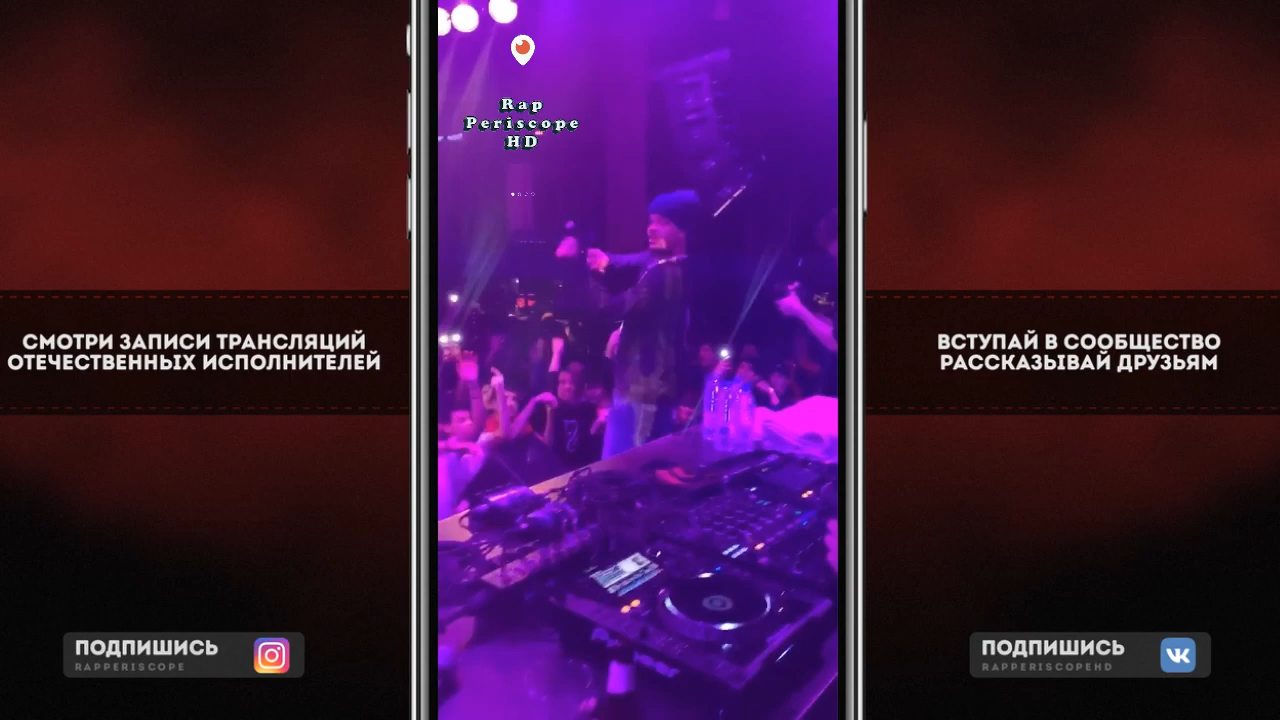 Rap
Periscope
HD
СМОТРИ ЗАПИСИ ТРАНСЛЯЦИЙ
ОТЕЧЕСТВЕННЫХ ИСПОЛНИТЕЛЕЙ
ВСТУПАЙ В СООБЩЕСТВО
РАССКАЗЫВАЙ ДРУЗЬЯМ
ПОДПИШИСЬ
RAPPERISCOPE
ПОДПИШИСЬ
RAPPERISCOPEHD